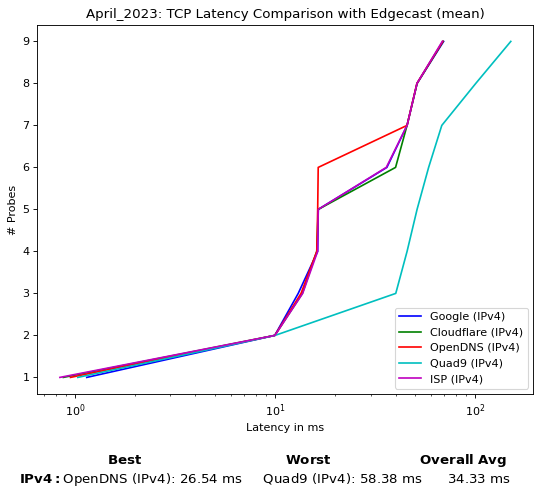 April_2023: TCP Latency Comparison with Edgecast (mean)
9
8
7
6
5
4
3
2
1
# Probes
10⁰
10¹
10²
Latency in ms
Google (IPv4)
Cloudflare (IPv4)
OpenDNS (IPv4)
Quad9 (IPv4)
ISP (IPv4)
Best Worst Overall Avg
IPv4: OpenDNS (IPv4): 26.54 ms Quad9 (IPv4): 58.38 ms 34.33 ms